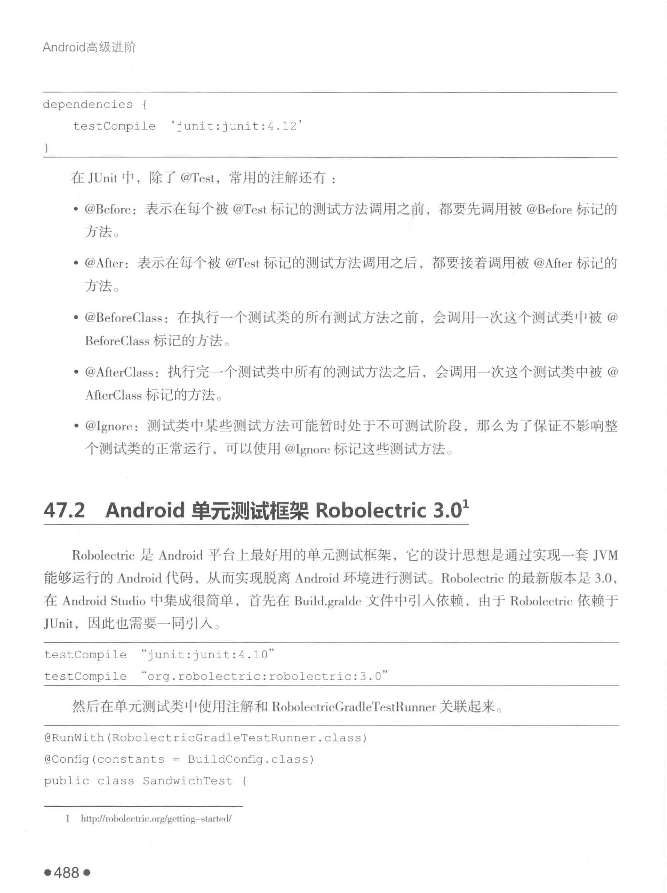 Android高级进阶
dependencies {
testCompile 'junit:junit:4.12'
}
在 JUnit 中，除了 @Test，常用的注解还有：
• @Before：表示在每个被 @Test 标记的测试方法调用之前，都要先调用被 @Before 标记的
方法。
• @After：表示在每个被 @Test 标记的测试方法调用之后，都要接着调用被 @After 标记的
方法。
• @BeforeClass：在执行一个测试类的所有测试方法之前，会调用一次这个测试类中被 @
BeforeClass 标记的方法。
• @AfterClass：执行完一个测试类中所有的测试方法之后，会调用一次这个测试类中被 @
AfterClass 标记的方法。
• @Ignore：测试类中某些测试方法可能暂时处于不可测试阶段，那么为了保证不影响整
个测试类的正常运行，可以使用 @Ignore 标记这些测试方法。
47.2 Android 单元测试框架 Robolectric 3.0¹
Robolectric 是 Android 平台上最好用的单元测试框架，它的设计思想是通过实现一套 JVM
能够运行的 Android 代码，从而实现脱离 Android 环境进行测试。Robolectric 的最新版本是 3.0，
在 Android Studio 中集成很简单，首先在 Build.gralde 文件中引入依赖，由于 Robolectric 依赖于
JUnit，因此也需要一同引入。
testCompile "junit:junit:4.10"
testCompile "org.robolectric:robolectric:3.0"
然后在单元测试类中使用注解和 RobolectricGradleTestRunner 关联起来。
@RunWith(RobolectricGradleTestRunner.class)
@Config(constants = BuildConfig.class)
public class SandwichTest {
1 http://robolectric.org/getting-started/
●488●